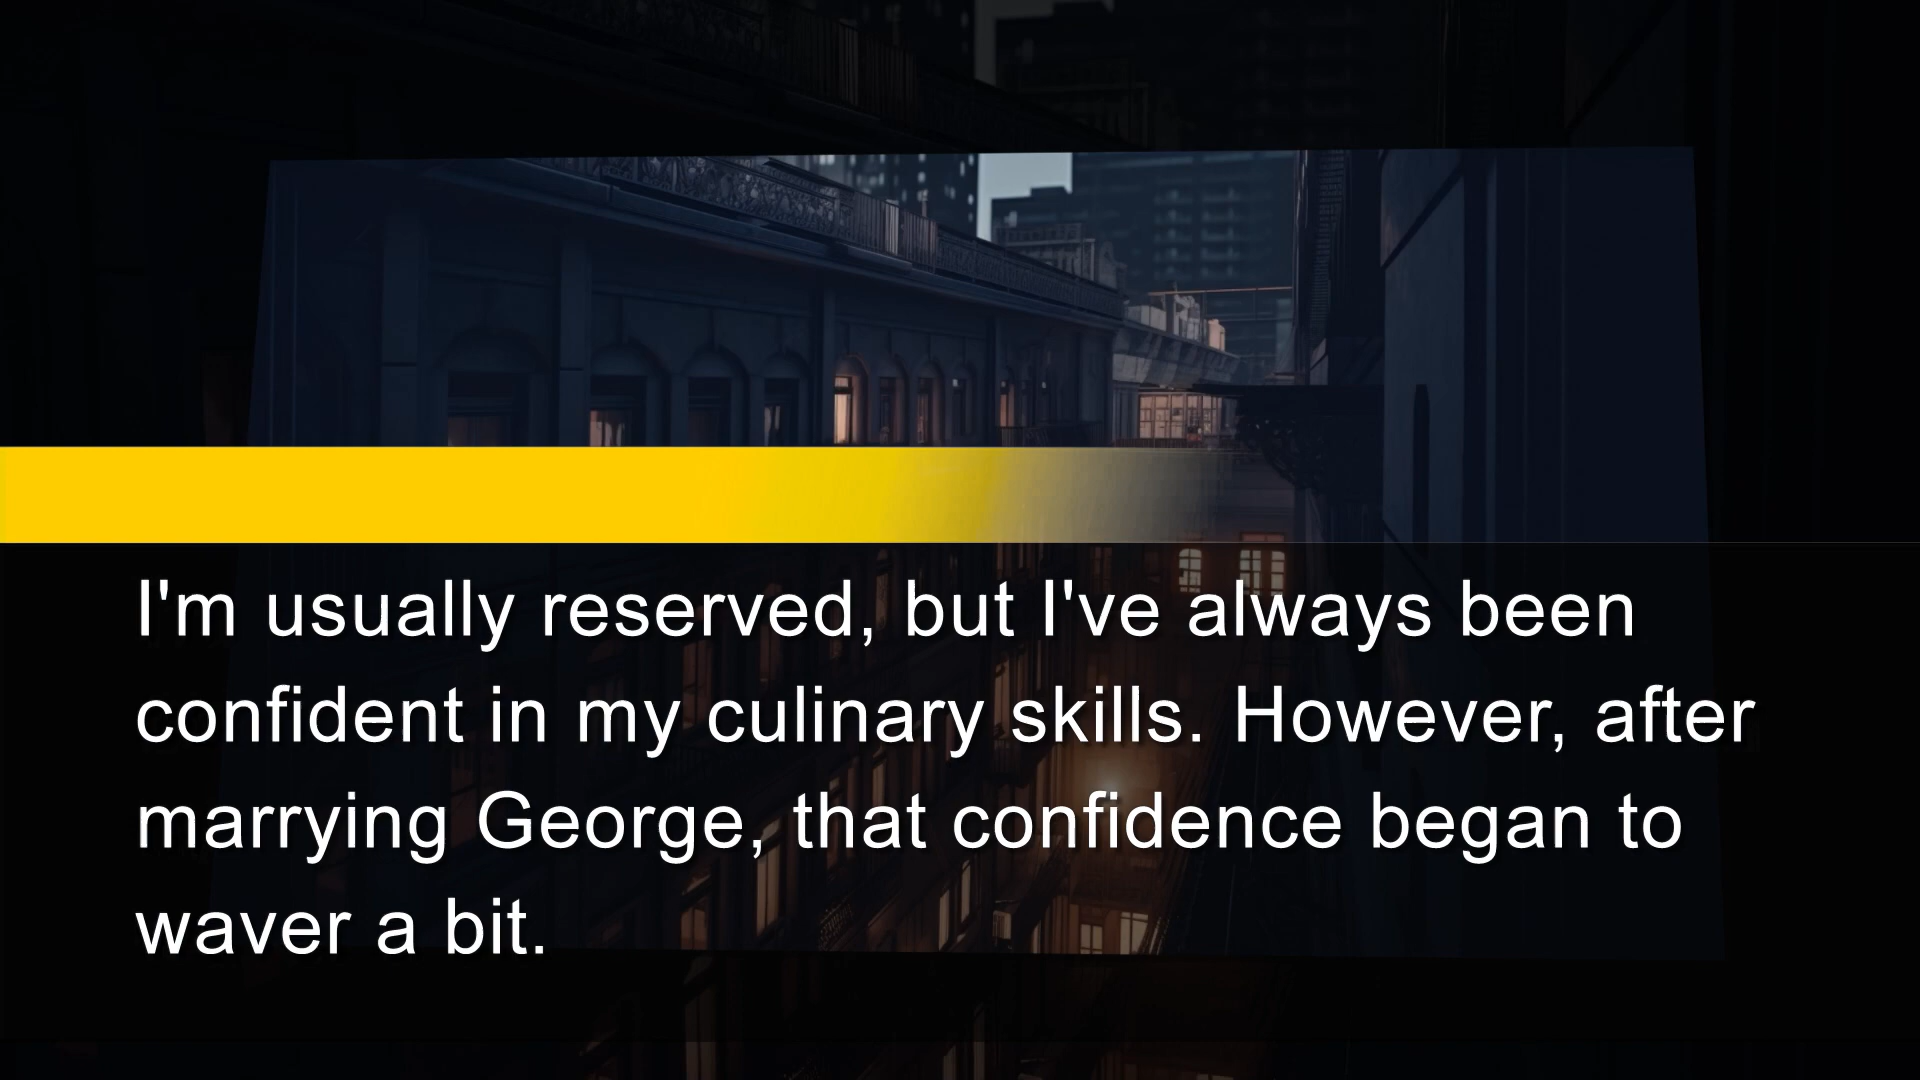 I'm usually reserved, but I've always been
confident in my culinary skills. However, after
marrying George, that confidence began to
waver a bit.